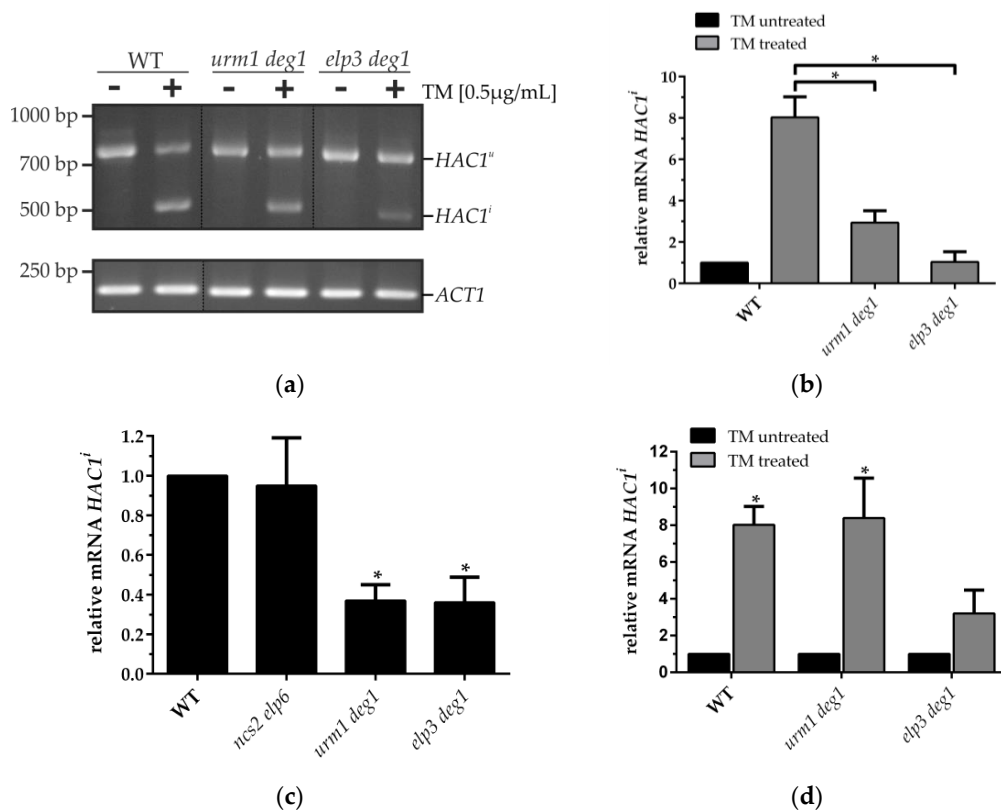 WT urm1 deg1 elp3 deg1
- + - + - + TM [0.5µg/mL]
1000 bp
700 bp
500 bp
HAC1ᵘ
HAC1ⁱ
250 bp
ACT1
(a)
TM untreated
TM treated
* *
relative mRNA HAC1ⁱ
10
8
6
4
2
0
WT urm1 deg1 elp3 deg1
(b)
relative mRNA HAC1ⁱ
1.2
1.0
0.8
0.6
0.4
0.2
0.0
* *
WT ncs2 elp6 urm1 deg1 elp3 deg1
(c)
TM untreated
TM treated
relative mRNA HAC1ⁱ
12
10
8
6
4
2
0
* *
WT urm1 deg1 elp3 deg1
(d)